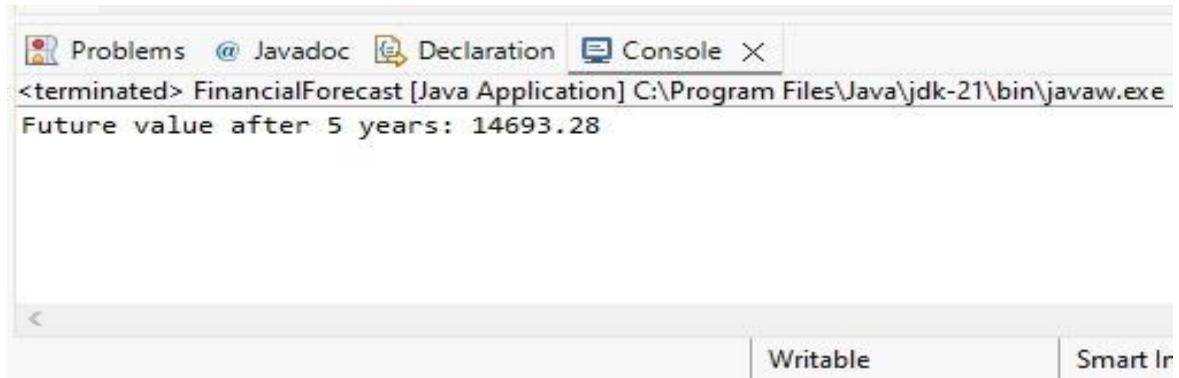 Problems @ Javadoc Declaration Console
<terminated> FinancialForecast [Java Application] C:\Program Files\Java\jdk-21\bin\javaw.exe
Future value after 5 years: 14693.28
Writable Smart In